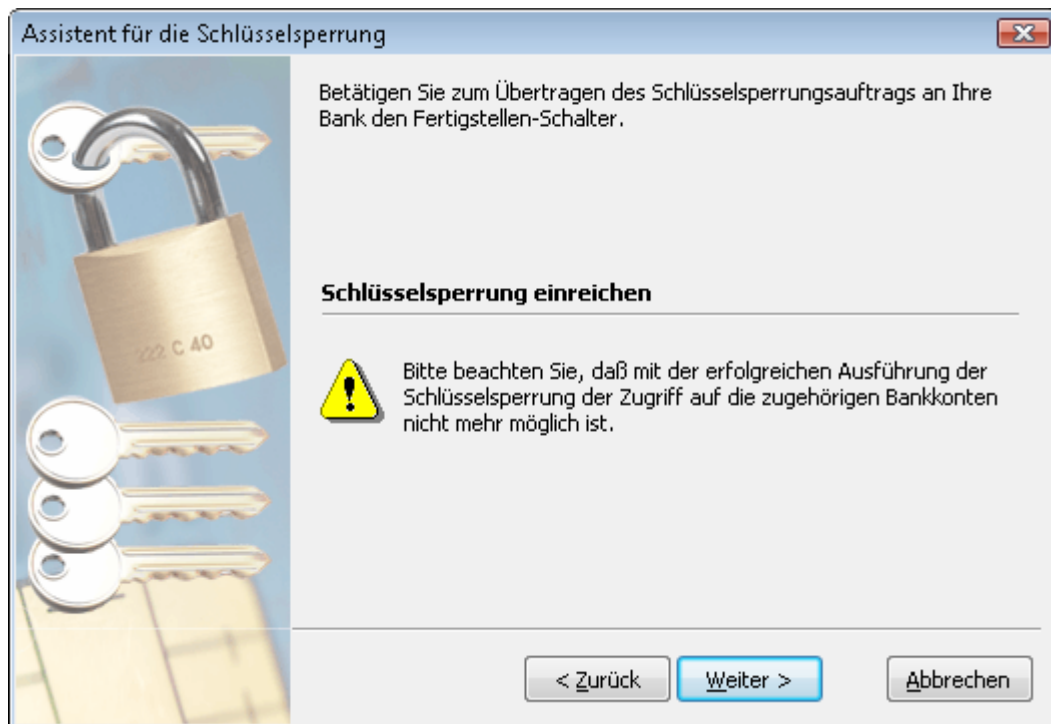 Assistent für die Schlüsselsperrung
Betätigen Sie zum Übertragen des Schlüsselsperrungsauftrags an Ihre
Bank den Fertigstellen-Schalter.
222 C 40
Schlüsselsperrung einreichen
Bitte beachten Sie, daß mit der erfolgreichen Ausführung der
Schlüsselsperrung der Zugriff auf die zugehörigen Bankkonten
nicht mehr möglich ist.
< Zurück
Weiter >
Abbrechen